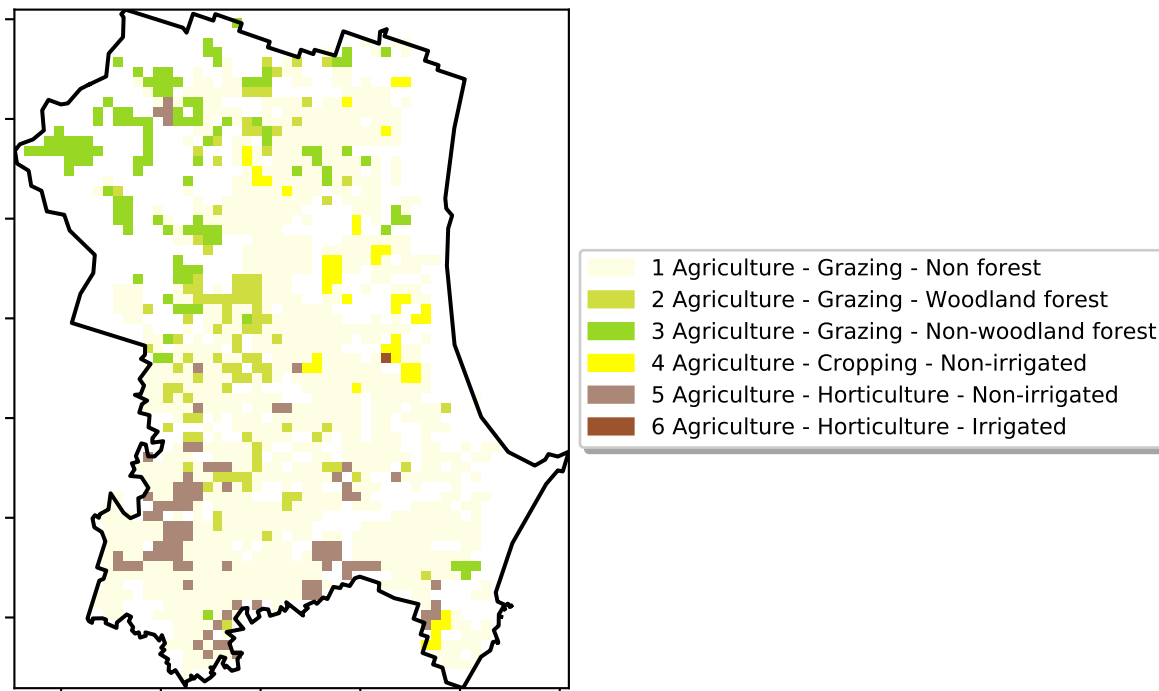 1 Agriculture - Grazing - Non forest
2 Agriculture - Grazing - Woodland forest
3 Agriculture - Grazing - Non-woodland forest
4 Agriculture - Cropping - Non-irrigated
5 Agriculture - Horticulture - Non-irrigated
6 Agriculture - Horticulture - Irrigated